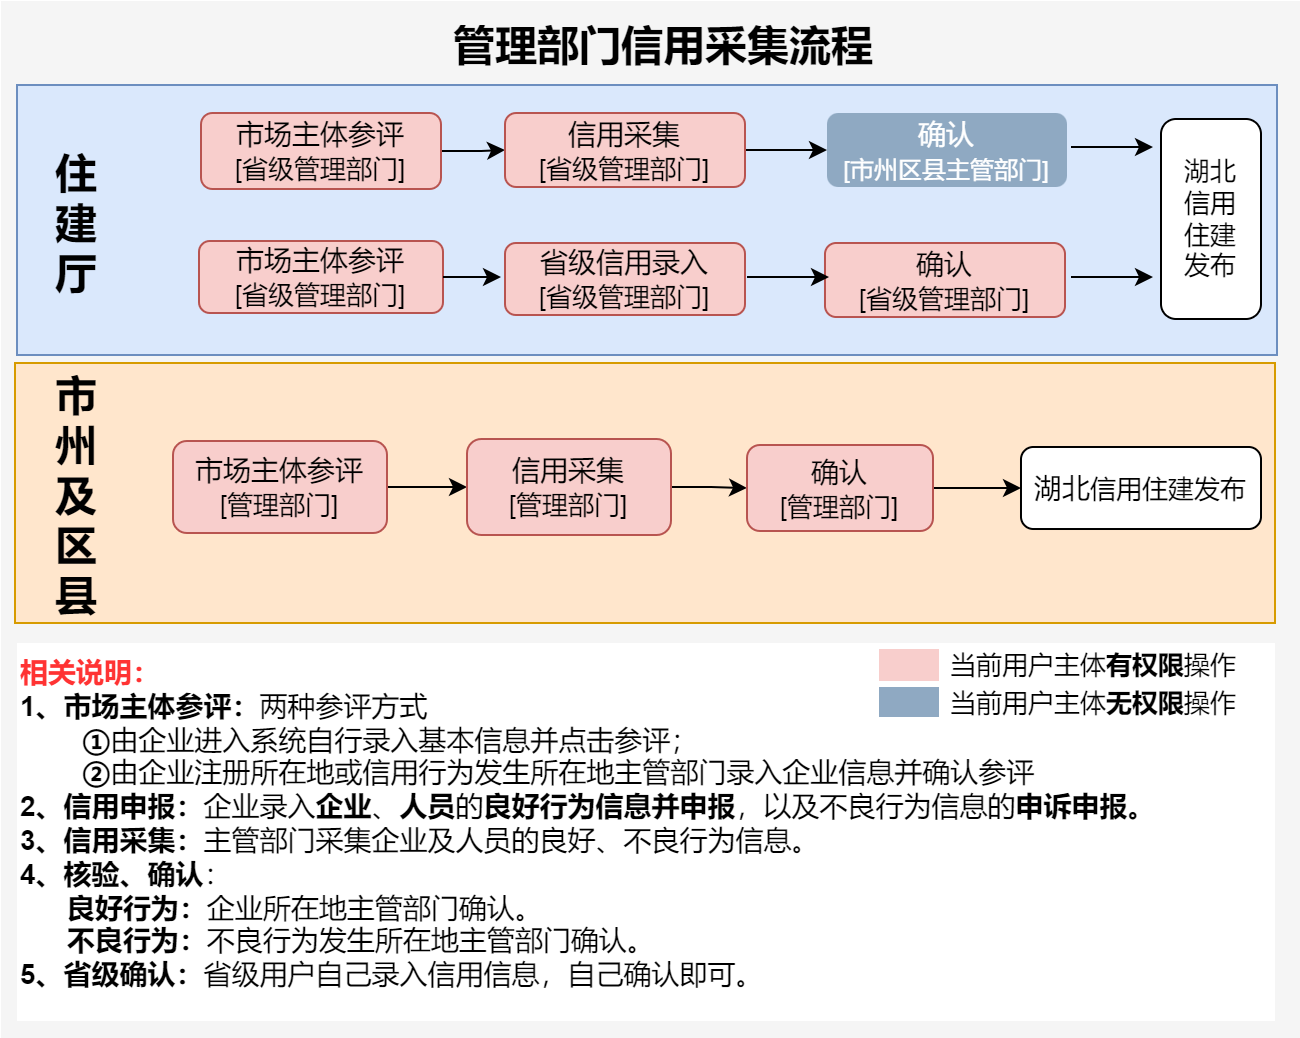 管理部门信用采集流程
住
建
厅
市场主体参评
[省级管理部门]
信用采集
[省级管理部门]
确认
[市州区县主管部门]
市场主体参评
[省级管理部门]
省级信用录入
[省级管理部门]
确认
[省级管理部门]
湖北
信用
住建
发布
市
州
及
区
县
市场主体参评
[管理部门]
信用采集
[管理部门]
确认
[管理部门]
湖北信用住建发布
当前用户主体有权限操作
当前用户主体无权限操作
相关说明：
1、市场主体参评：两种参评方式
①由企业进入系统自行录入基本信息并点击参评；
②由企业注册所在地或信用行为发生所在地主管部门录入企业信息并确认参评
2、信用申报：企业录入企业、人员的良好行为信息并申报，以及不良行为信息的申诉申报。
3、信用采集：主管部门采集企业及人员的良好、不良行为信息。
4、核验、确认：
良好行为：企业所在地主管部门确认。
不良行为：不良行为发生所在地主管部门确认。
5、省级确认：省级用户自己录入信用信息，自己确认即可。